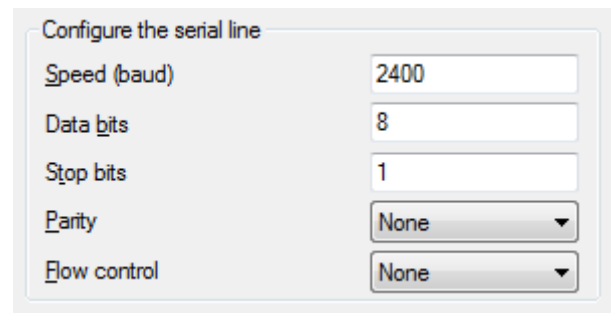 Configure the serial line
Speed (baud) 2400
Data bits 8
Stop bits 1
Parity None
Flow control None